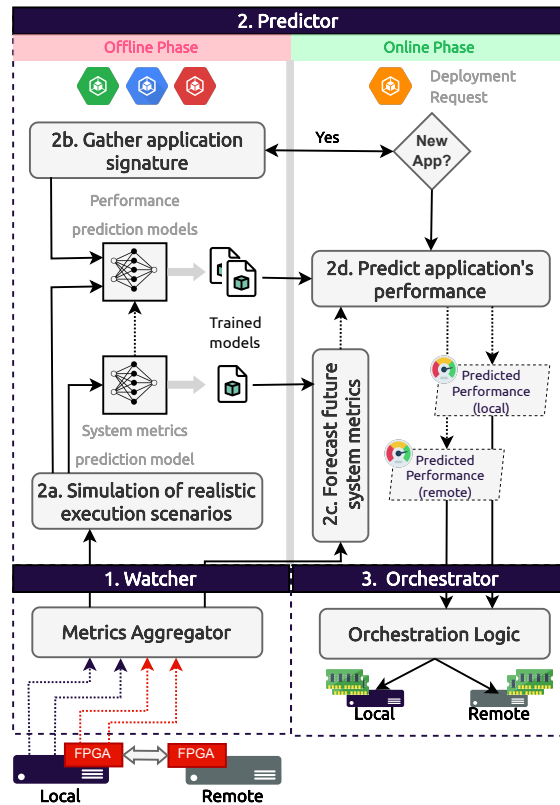 2. Predictor
Offline Phase
Online Phase
Deployment
Request
2b. Gather application
signature
Yes
New
App?
Performance
prediction models
2d. Predict application's
performance
Trained
models
System metrics
prediction model
2c. Forecast future
system metrics
Predicted
Performance
(local)
Predicted
Performance
(remote)
2a. Simulation of realistic
execution scenarios
1. Watcher
3. Orchestrator
Metrics Aggregator
Orchestration Logic
Local
Remote
FPGA
FPGA
Local
Remote